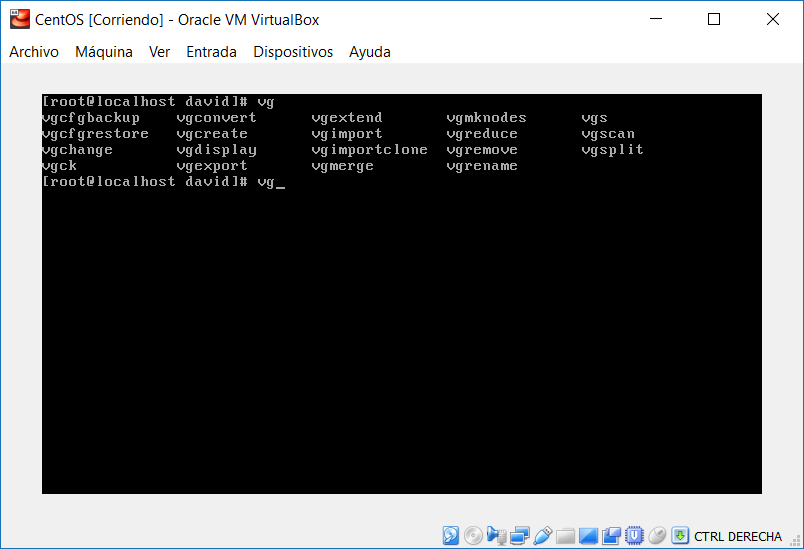 CentOS [Corriendo] - Oracle VM VirtualBox
Archivo Máquina Ver Entrada Dispositivos Ayuda
[root@localhost david]# vg
vgcfgbackup vgconvert vgextend vgmknodes vgs
vgcfgrestore vgcreate vgimport vgreduce vgscan
vgchange vgdisplay vgimportclone vgremove vgsplit
vgck vgexport vgmerge vgrename
[root@localhost david]# vg_
CTRL DERECHA